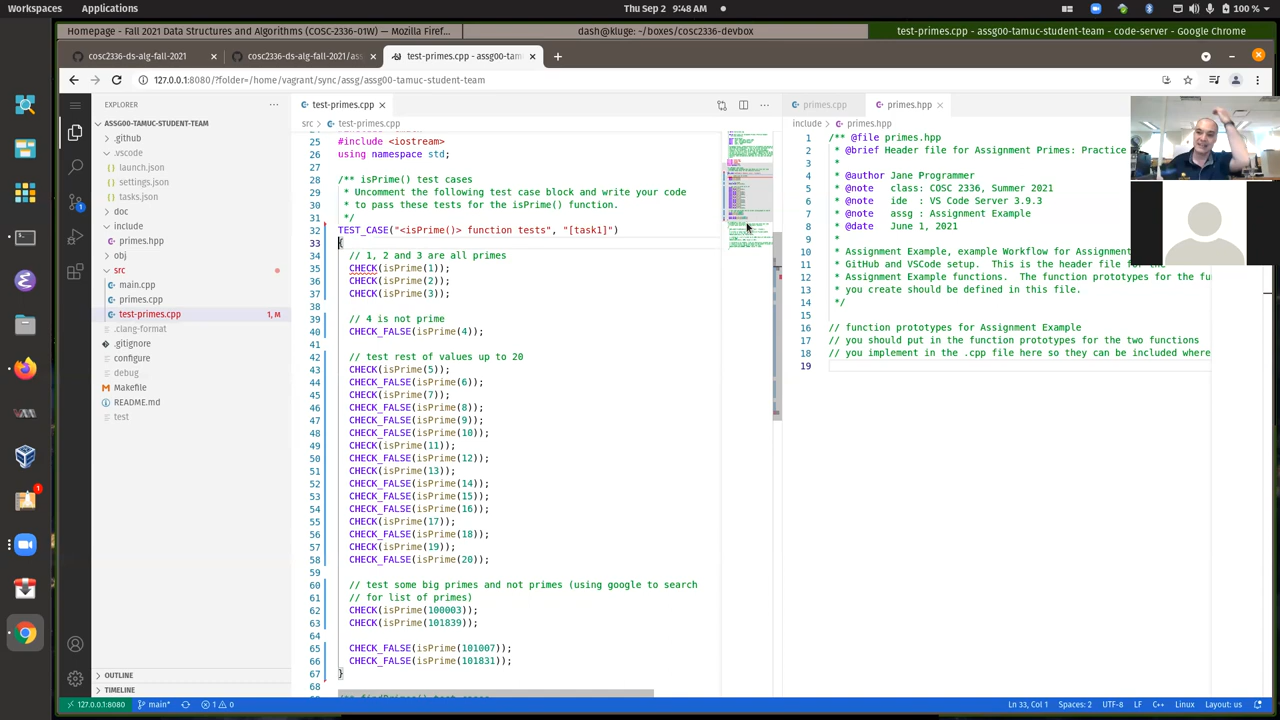 Workspaces
Applications
Thu Sep 2 9:48 AM
100 %
Homepage - Fall 2021 Data Structures and Algorithms (COSC-2336-01W) — Mozilla Firef...
dash@kluge: ~/boxes/cosc2336-devbox
test-primes.cpp - assg00-tamuc-student-team - code-server - Google Chrome
cosc2336-ds-alg-fall-2021
cosc2336-ds-alg-fall-2021/ass
test-primes.cpp - assg00-tam
127.0.0.1:8080/?folder=/home/vagrant/sync/assg/assg00-tamuc-student-team
EXPLORER
ASSG00-TAMUC-STUDENT-TEAM
.github
.vscode
launch.json
settings.json
tasks.json
doc
include
primes.hpp
obj
src
main.cpp
primes.cpp
test-primes.cpp 1, M
.clang-format
.gitignore
configure
debug
Makefile
README.md
test
OUTLINE
TIMELINE
test-primes.cpp
src > test-primes.cpp
25 #include <iostream>
26 using namespace std;
27
28 /** isPrime() test cases
29 * Uncomment the following test case block and write your code
30 * to pass these tests for the isPrime() function.
31 */
32 TEST_CASE("<isPrime()> function tests", "[task1]")
33 {
34 // 1, 2 and 3 are all primes
35 CHECK(isPrime(1));
36 CHECK(isPrime(2));
37 CHECK(isPrime(3));
38
39 // 4 is not prime
40 CHECK_FALSE(isPrime(4));
41
42 // test rest of values up to 20
43 CHECK(isPrime(5));
44 CHECK_FALSE(isPrime(6));
45 CHECK(isPrime(7));
46 CHECK_FALSE(isPrime(8));
47 CHECK_FALSE(isPrime(9));
48 CHECK_FALSE(isPrime(10));
49 CHECK(isPrime(11));
50 CHECK_FALSE(isPrime(12));
51 CHECK(isPrime(13));
52 CHECK_FALSE(isPrime(14));
53 CHECK_FALSE(isPrime(15));
54 CHECK_FALSE(isPrime(16));
55 CHECK(isPrime(17));
56 CHECK_FALSE(isPrime(18));
57 CHECK(isPrime(19));
58 CHECK_FALSE(isPrime(20));
59
60 // test some big primes and not primes (using google to search
61 // for list of primes)
62 CHECK(isPrime(100003));
63 CHECK(isPrime(101839));
64
65 CHECK_FALSE(isPrime(101007));
66 CHECK_FALSE(isPrime(101831));
67 }
68
primes.cpp
primes.hpp
include > primes.hpp
1 /** @file primes.hpp
2 * @brief Header file for Assignment Primes: Practice
3 *
4 * @author Jane Programmer
5 * @note class: COSC 2336, Summer 2021
6 * @note ide : VS Code Server 3.9.3
7 * @note assg : Assignment Example
8 * @date June 1, 2021
9 *
10 * Assignment Example, example Workflow for Assignment
11 * GitHub and VSCode setup. This is the header file for the
12 * Assignment Example functions. The function prototypes for the fu
13 * you create should be defined in this file.
14 */
15
16 // function prototypes for Assignment Example
17 // you should put in the function prototypes for the two functions
18 // you implement in the .cpp file here so they can be included where
19
127.0.0.1:8080
main*
1 0
Ln 33, Col 1
Spaces: 2
UTF-8
LF
C++
Linux
Layout: us